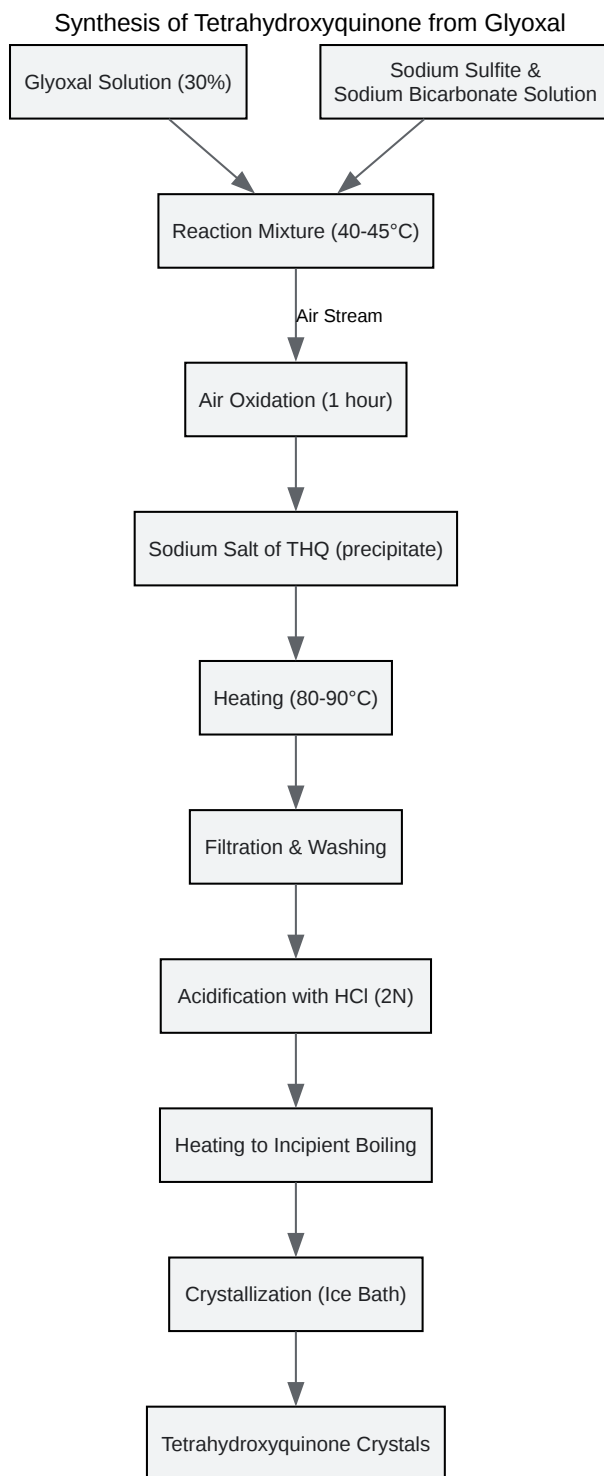 Synthesis of Tetrahydroxyquinone from Glyoxal
Glyoxal Solution (30%)
Sodium Sulfite &
Sodium Bicarbonate Solution
Reaction Mixture (40-45°C)
Air Stream
Air Oxidation (1 hour)
Sodium Salt of THQ (precipitate)
Heating (80-90°C)
Filtration & Washing
Acidification with HCl (2N)
Heating to Incipient Boiling
Crystallization (Ice Bath)
Tetrahydroxyquinone Crystals